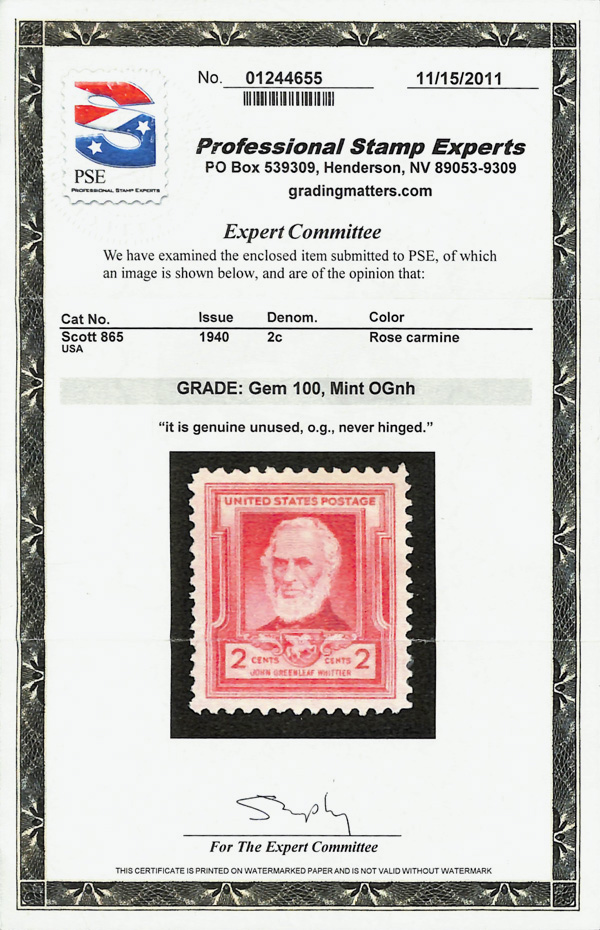 No. 01244655 11/15/2011
PSE
PROFESSIONAL STAMP EXPERTS
Professional Stamp Experts
PO Box 539309, Henderson, NV 89053-9309
gradingmatters.com
Expert Committee
We have examined the enclosed item submitted to PSE, of which
an image is shown below, and are of the opinion that:
Cat No. Issue Denom. Color
Scott 865 1940 2c Rose carmine
USA
GRADE: Gem 100, Mint OGnh
“it is genuine unused, o.g., never hinged.”
UNITED STATES POSTAGE
2 CENTS CENTS 2
JOHN GREENLEAF WHITTIER
For The Expert Committee
THIS CERTIFICATE IS PRINTED ON WATERMARKED PAPER AND IS NOT VALID WITHOUT WATERMARK